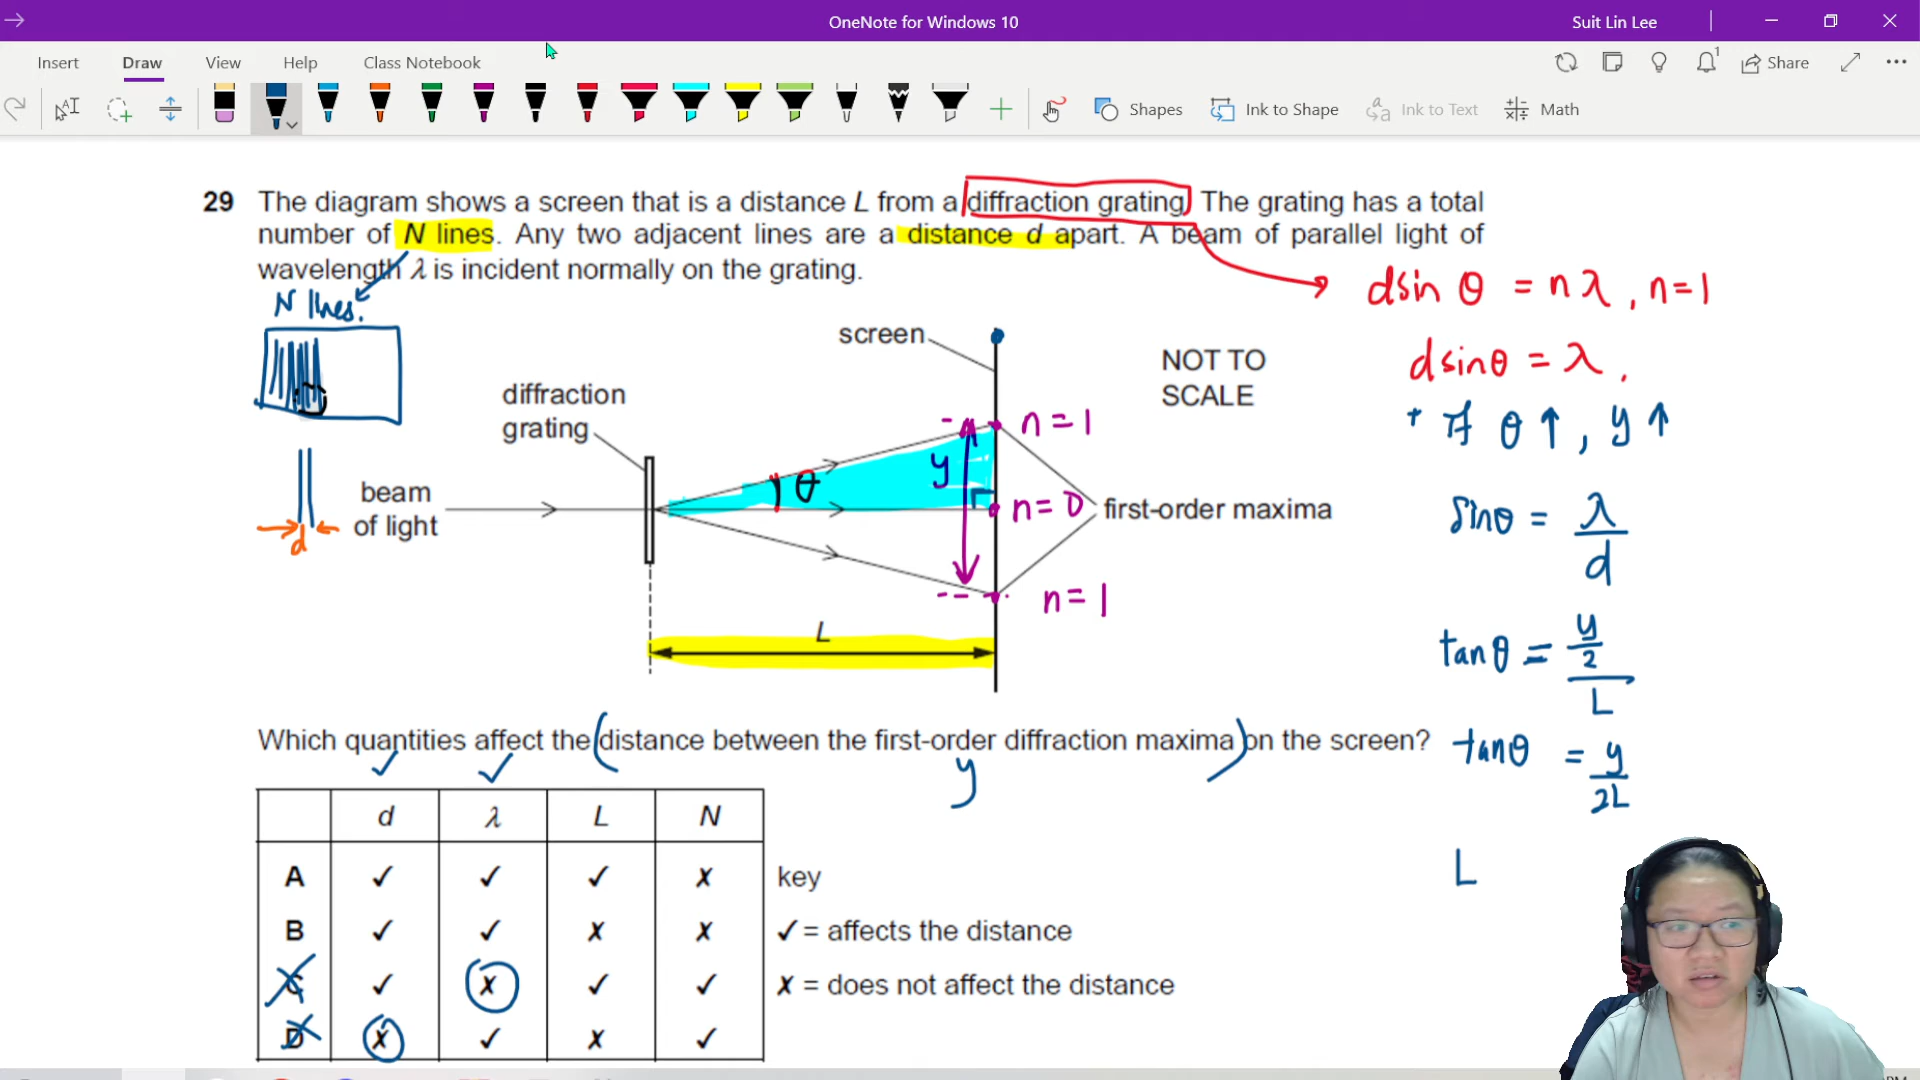 OneNote for Windows 10
Suit Lin Lee
Insert Draw View Help Class Notebook
1
Share
Shapes
Ink to Shape
Ink to Text
Math
29 The diagram shows a screen that is a distance L from a diffraction grating. The grating has a total
number of N lines. Any two adjacent lines are a distance d apart. A beam of parallel light of
wavelength λ is incident normally on the grating.
N lines.
dsin θ = nλ, n=1
dsinθ = λ.
θ↑, y↑
sinθ = λ/d
tanθ = y/2 / L
tanθ = y/2L
L
screen
NOT TO
SCALE
diffraction
grating
n=1
θ
y
n=0
first-order maxima
beam
of light
d
n=1
L
Which quantities affect the (distance between the first-order diffraction maxima) on the screen?
✓ ✓
y
d λ L N
A ✓ ✓ ✓ ✗ key
B ✓ ✓ ✗ ✗ ✓ = affects the distance
C ✓ ✗ ✓ ✓ ✗ = does not affect the distance
D ✗ ✓ ✗ ✓